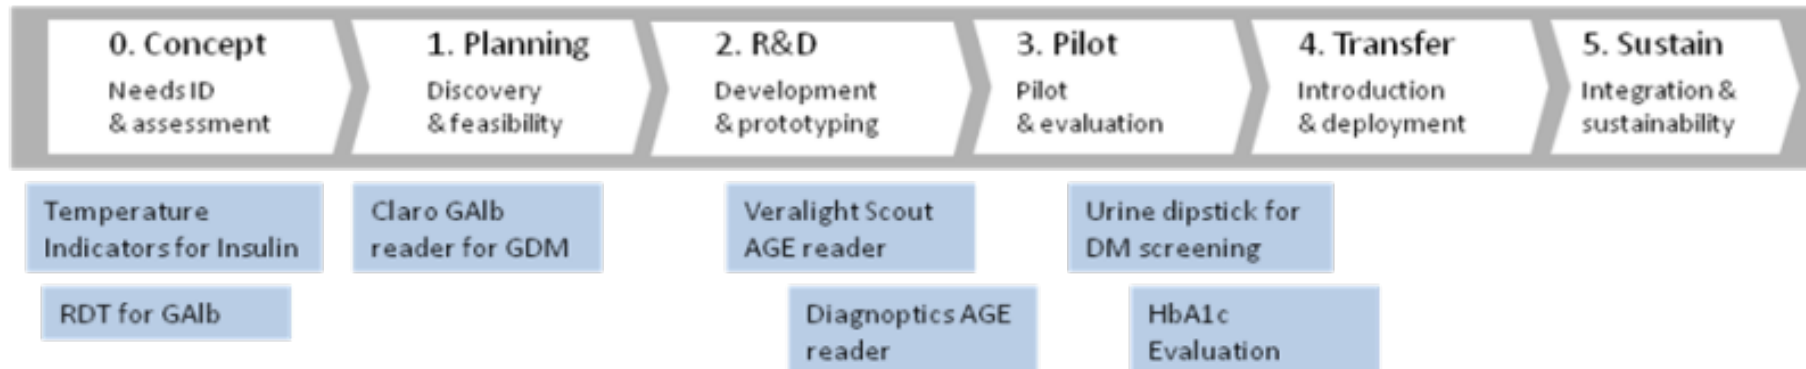 0. Concept
Needs ID
& assessment
1. Planning
Discovery
& feasibility
2. R&D
Development
& prototyping
3. Pilot
Pilot
& evaluation
4. Transfer
Introduction
& deployment
5. Sustain
Integration &
sustainability
Temperature
Indicators for Insulin
Claro GAlb
reader for GDM
Veralight Scout
AGE reader
Urine dipstick for
DM screening
RDT for GAlb
Diagnoptics AGE
reader
HbA1c
Evaluation